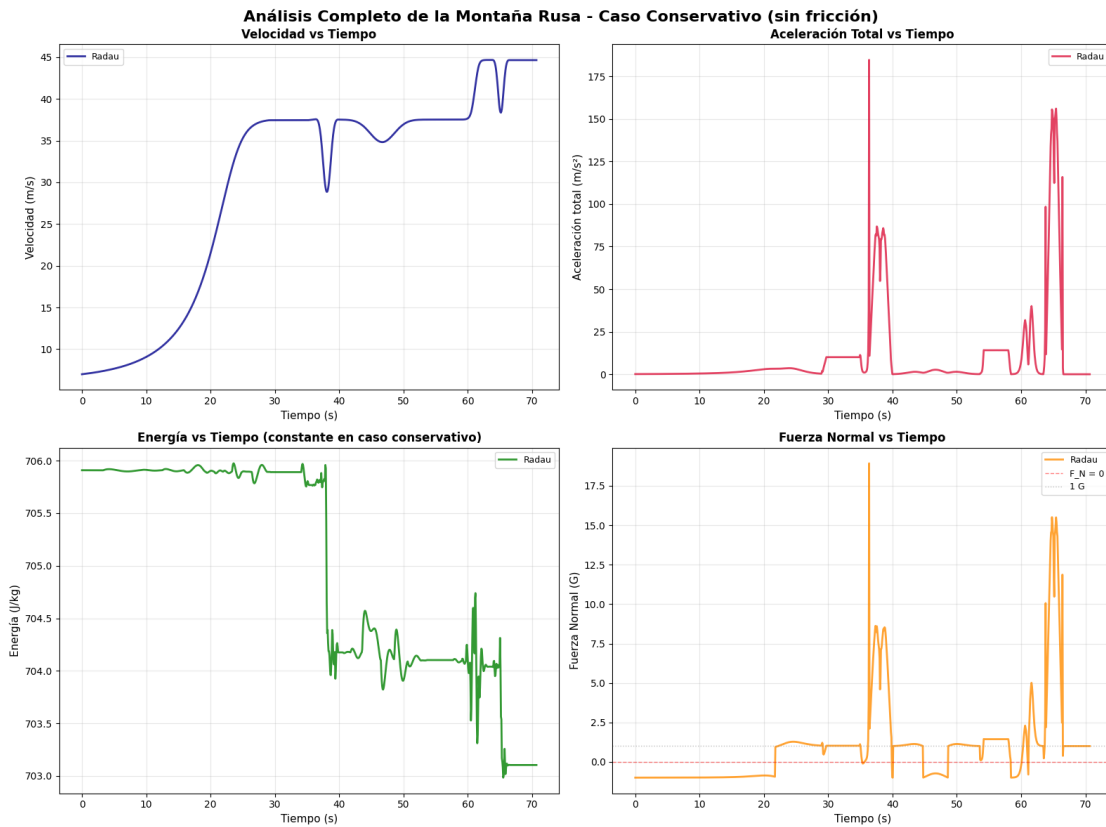 Análisis Completo de la Montaña Rusa - Caso Conservativo (sin fricción)
Velocidad vs Tiempo
Radau
45
40
35
30
25
20
15
10
Velocidad (m/s)
0 10 20 30 40 50 60 70
Tiempo (s)
Aceleración Total vs Tiempo
Radau
175
150
125
100
75
50
25
0
Aceleración total (m/s²)
0 10 20 30 40 50 60 70
Tiempo (s)
Energía vs Tiempo (constante en caso conservativo)
Radau
706.0
705.5
705.0
704.5
704.0
703.5
703.0
Energía (J/kg)
0 10 20 30 40 50 60 70
Tiempo (s)
Fuerza Normal vs Tiempo
Radau
F_N = 0
1 G
17.5
15.0
12.5
10.0
7.5
5.0
2.5
0.0
Fuerza Normal (G)
0 10 20 30 40 50 60 70
Tiempo (s)